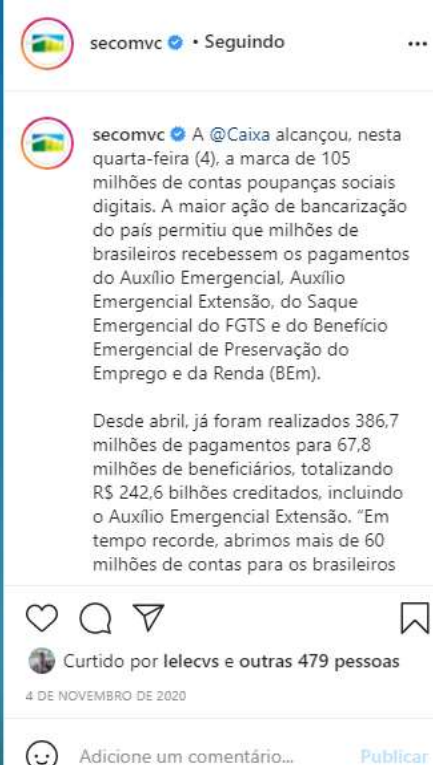 secomvc • Seguindo
secomvc A @Caixa alcançou, nesta
quarta-feira (4), a marca de 105
milhões de contas poupanças sociais
digitais. A maior ação de bancarização
do país permitiu que milhões de
brasileiros recebessem os pagamentos
do Auxílio Emergencial, Auxílio
Emergencial Extensão, do Saque
Emergencial do FGTS e do Benefício
Emergencial de Preservação do
Emprego e da Renda (BEm).
Desde abril, já foram realizados 386,7
milhões de pagamentos para 67,8
milhões de beneficiários, totalizando
R$ 242,6 bilhões creditados, incluindo
o Auxílio Emergencial Extensão. “Em
tempo recorde, abrimos mais de 60
milhões de contas para os brasileiros
Curtido por lelecvs e outras 479 pessoas
4 DE NOVEMBRO DE 2020
Adicione um comentário... Publicar